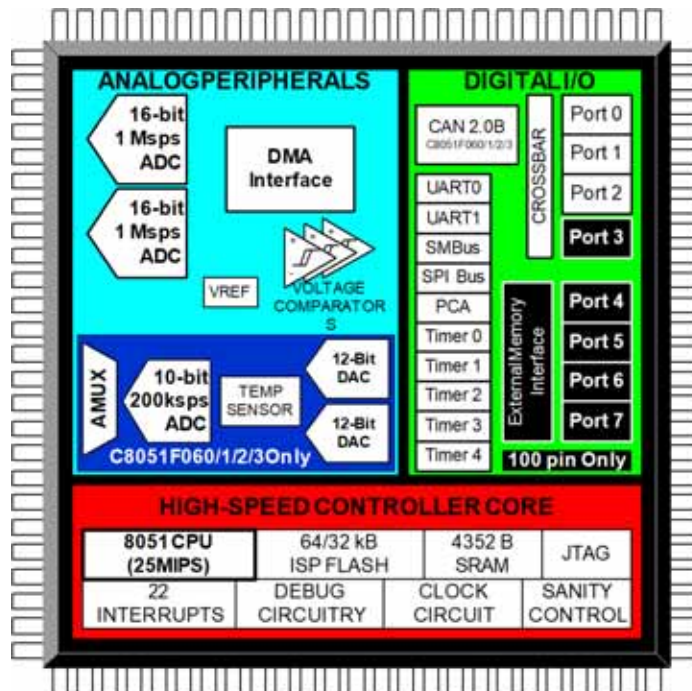 ANALOGPERIPHERALS
16-bit
1 Msps
ADC
16-bit
1 Msps
ADC
DMA
Interface
VREF
VOLTAGE
COMPARATOR
S
AMUX
10-bit
200ksps
ADC
TEMP
SENSOR
12-Bit
DAC
12-Bit
DAC
C8051F060/1/2/3Only
DIGITALI/O
CAN 2.0B
C8051F060/1/2/3
UART0
UART1
SMBus
SPI Bus
PCA
Timer 0
Timer 1
Timer 2
Timer 3
Timer 4
CROSSBAR
Port 0
Port 1
Port 2
Port 3
ExternalMemory
Interface
Port 4
Port 5
Port 6
Port 7
100 pin Only
HIGH-SPEED CONTROLLER CORE
8051 CPU
(25MIPS)
64/32 kB
ISP FLASH
4352 B
SRAM
JTAG
22
INTERRUPTS
DEBUG
CIRCUITRY
CLOCK
CIRCUIT
SANITY
CONTROL